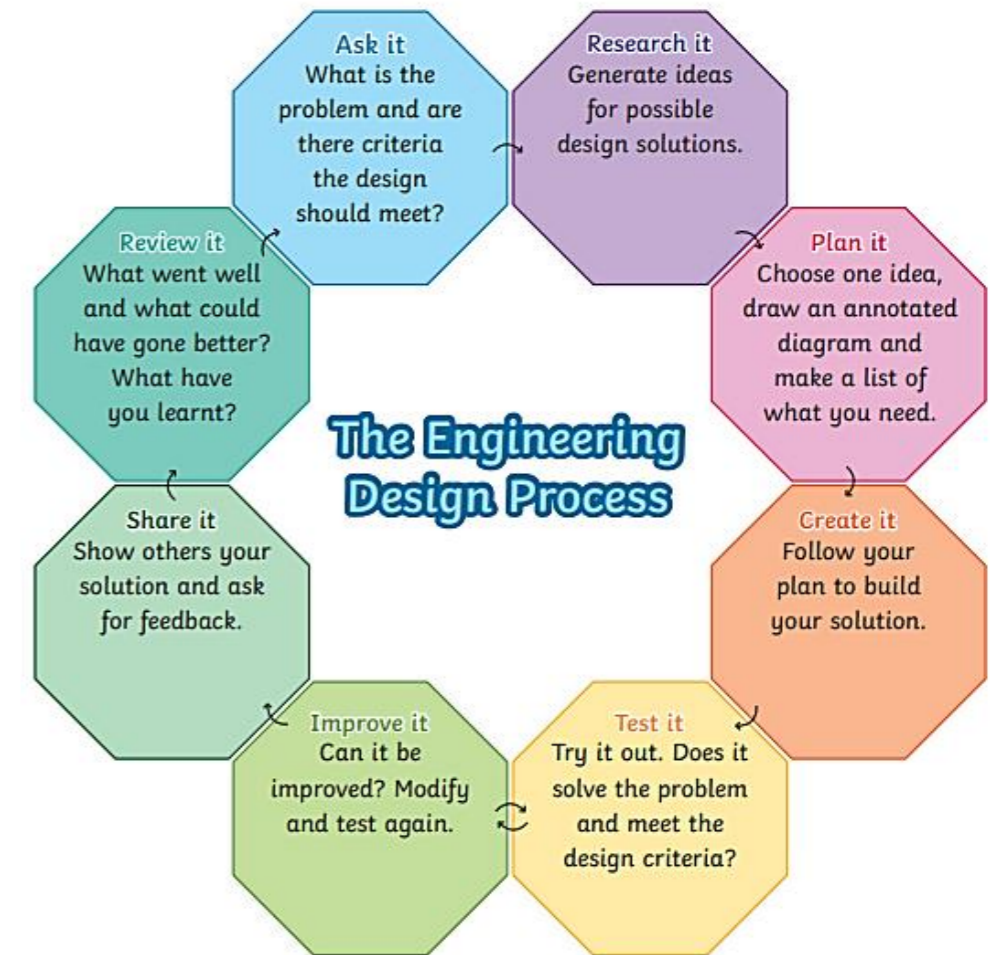 Ask it
What is the
problem and are
there criteria
the design
should meet?
Research it
Generate ideas
for possible
design solutions.
Plan it
Choose one idea,
draw an annotated
diagram and
make a list of
what you need.
Create it
Follow your
plan to build
your solution.
Test it
Try it out. Does it
solve the problem
and meet the
design criteria?
Improve it
Can it be
improved? Modify
and test again.
Share it
Show others your
solution and ask
for feedback.
Review it
What went well
and what could
have gone better?
What have
you learnt?
The Engineering
Design Process